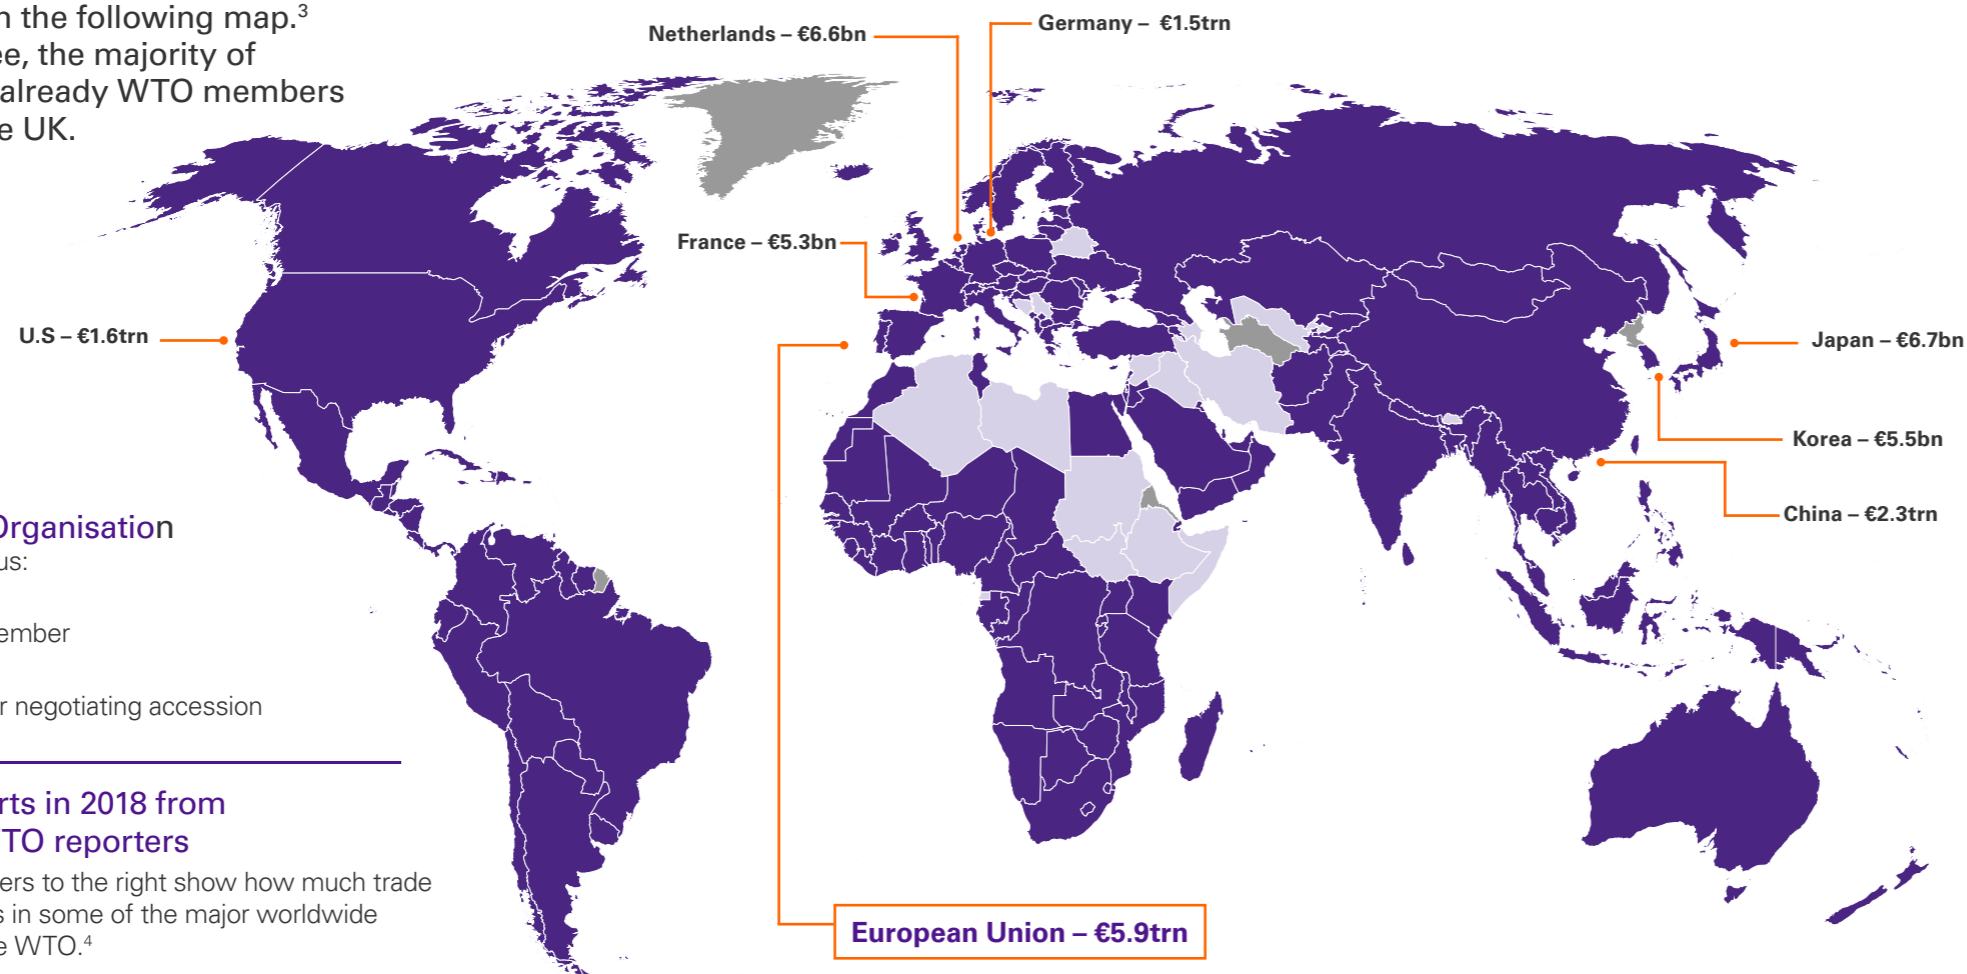 n the following map.³
ee, the majority of
already WTO members
e UK.
Netherlands – €6.6bn
Germany – €1.5trn
France – €5.3bn
U.S – €1.6trn
Japan – €6.7bn
Korea – €5.5bn
China – €2.3trn
Organisation
us:
ember
r negotiating accession
rts in 2018 from
TO reporters
ers to the right show how much trade
s in some of the major worldwide
e WTO.⁴
European Union – €5.9trn